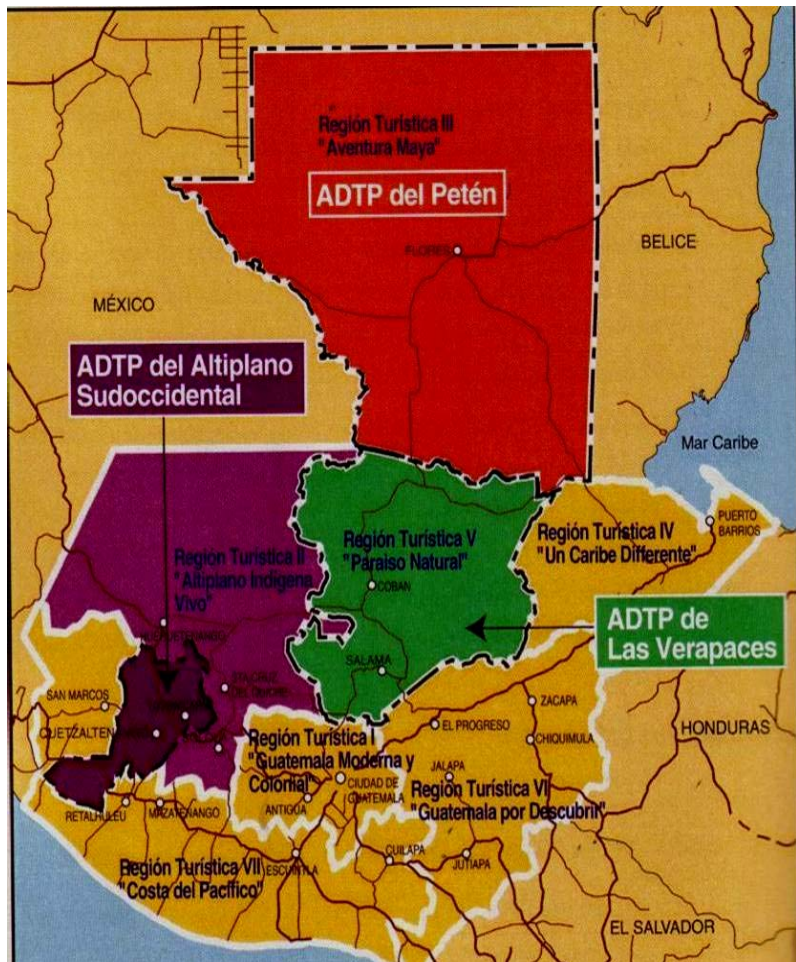 Región Turística III
"Aventura Maya"
ADTP del Petén
FLORES
BELICE
MÉXICO
ADTP del Altiplano
Sudoccidental
Mar Caribe
PUERTO
BARRIOS
Región Turística IV
"Un Caribe Differente"
Región Turística V
"Paraiso Natural"
COBAN
Región Turística II
"Altiplano Indígena
Vivo"
HUEHUETENANGO
ADTP de
Las Verapaces
SALAMA
STA CRUZ
DEL QUICHE
SAN MARCOS
ZACAPA
HONDURAS
EL PROGRESO
CHIQUIMULA
Región Turística I
"Guatemala Moderna y
Colonial"
CIUDAD DE
GUATEMALA
JALAPA
Región Turística VI
"Guatemala por Descubrir"
ANTIGUA
RETALHULEU
MAZATENANGO
Región Turística VII
"Costa del Pacífico"
ESCUINTLA
CUILAPA
JUTIAPA
EL SALVADOR